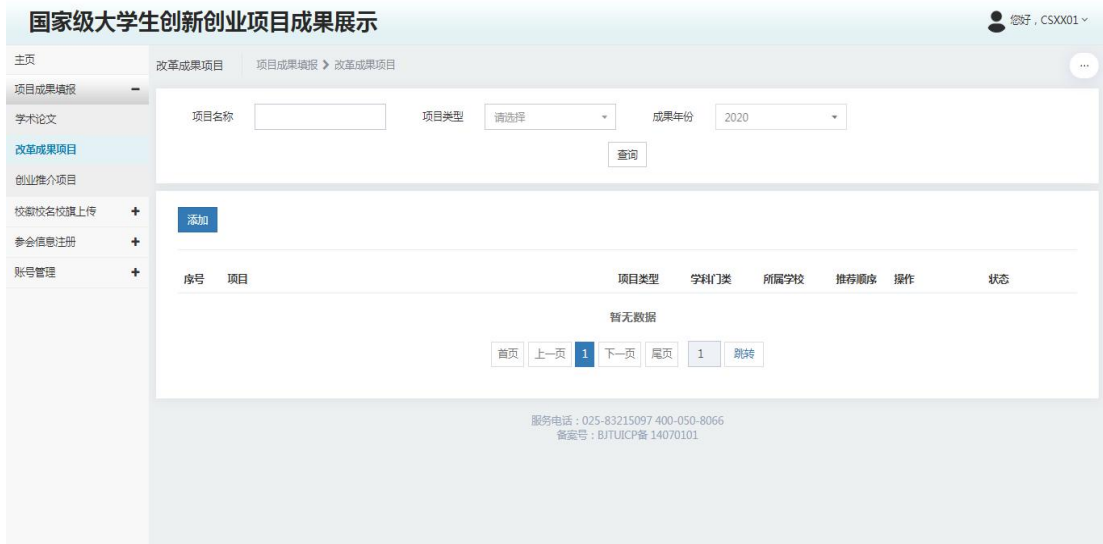 国家级大学生创新创业项目成果展示
您好，CSXX01
主页
项目成果填报
学术论文
改革成果项目
创业推介项目
校徽校名校旗上传
参会信息注册
账号管理
改革成果项目 项目成果填报 改革成果项目
项目名称 项目类型 请选择 成果年份 2020
查询
添加
序号 项目 项目类型 学科门类 所属学校 推荐顺序 操作 状态
暂无数据
首页 上一页 1 下一页 尾页 1 跳转
服务电话：025-83215097 400-050-8066
备案号：BJTUICP备 14070101